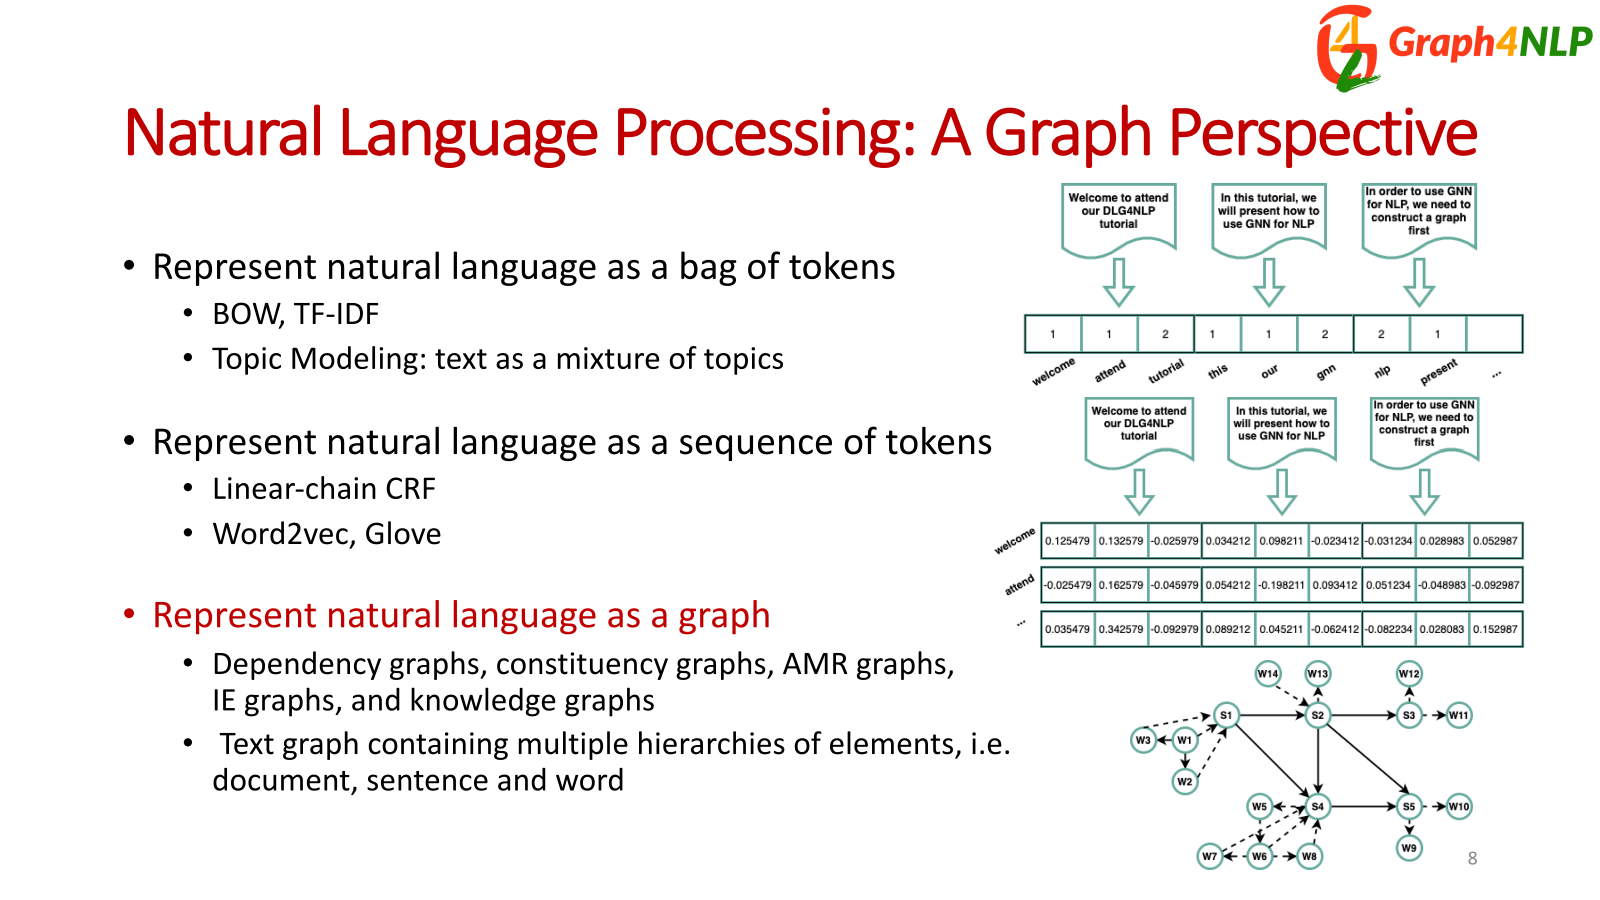 Graph4NLP
Natural Language Processing: A Graph Perspective
• Represent natural language as a bag of tokens
• BOW, TF-IDF
• Topic Modeling: text as a mixture of topics
• Represent natural language as a sequence of tokens
• Linear-chain CRF
• Word2vec, Glove
• Represent natural language as a graph
• Dependency graphs, constituency graphs, AMR graphs,
IE graphs, and knowledge graphs
• Text graph containing multiple hierarchies of elements, i.e.
document, sentence and word
Welcome to attend
our DLG4NLP
tutorial
In this tutorial, we
will present how to
use GNN for NLP
In order to use GNN
for NLP, we need to
construct a graph
first
1 1 2 1 1 2 2 1
welcome attend tutorial this our gnn nlp present ...
Welcome to attend
our DLG4NLP
tutorial
In this tutorial, we
will present how to
use GNN for NLP
In order to use GNN
for NLP, we need to
construct a graph
first
welcome 0.125479 0.132579 -0.025979 0.034212 0.098211 -0.023412 -0.031234 0.028983 0.052987
attend -0.025479 0.162579 -0.045979 0.054212 -0.198211 0.093412 0.051234 -0.048983 -0.092987
... 0.035479 0.342579 -0.092979 0.089212 0.045211 -0.062412 -0.082234 0.028083 0.152987
W14 W13 W12
S1 S2 S3 W11
W3 W1
W2
W5 S4 S5 W10
W7 W6 W8 W9
8